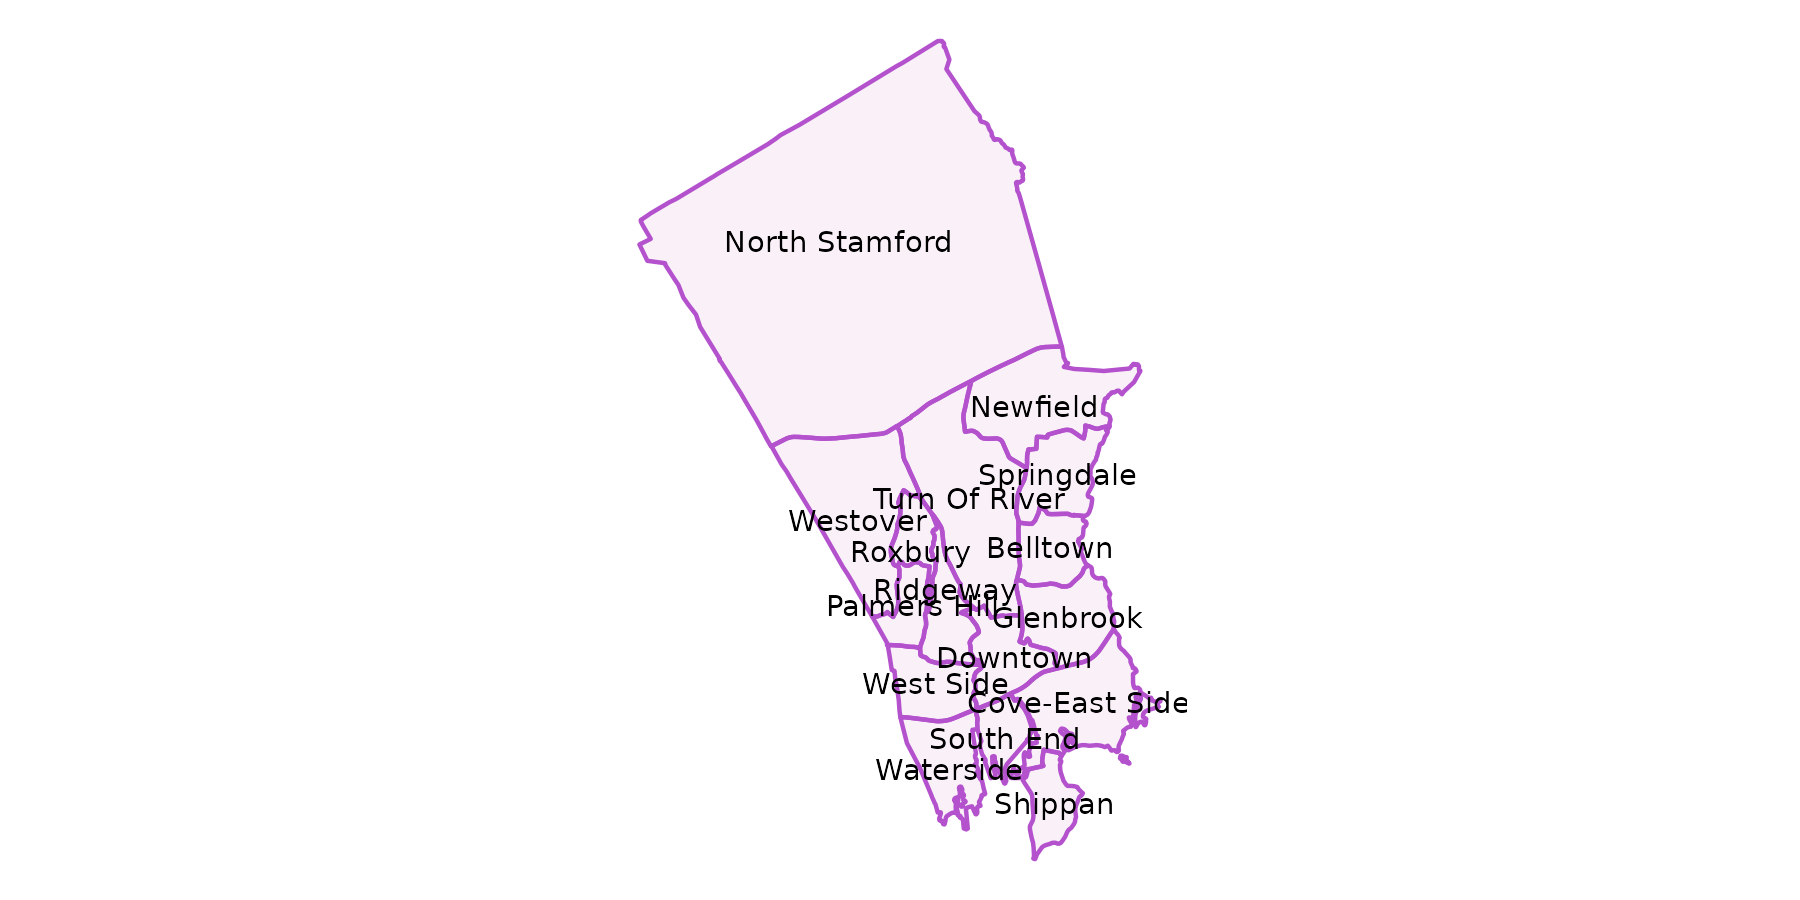 North Stamford
Newfield
Springdale
Turn Of River
Westover
Belltown
Roxbury
Ridgeway
Palmers Hill
Glenbrook
Downtown
West Side
Cove-East Side
South End
Waterside
Shippan